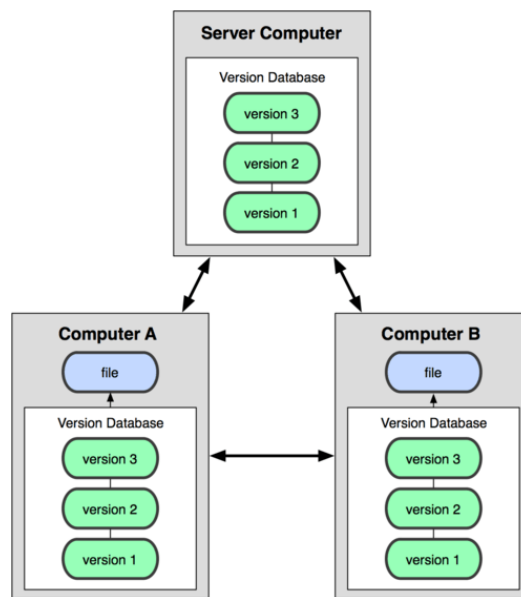 Server Computer
Version Database
version 3
version 2
version 1
Computer A
file
Version Database
version 3
version 2
version 1
Computer B
file
Version Database
version 3
version 2
version 1